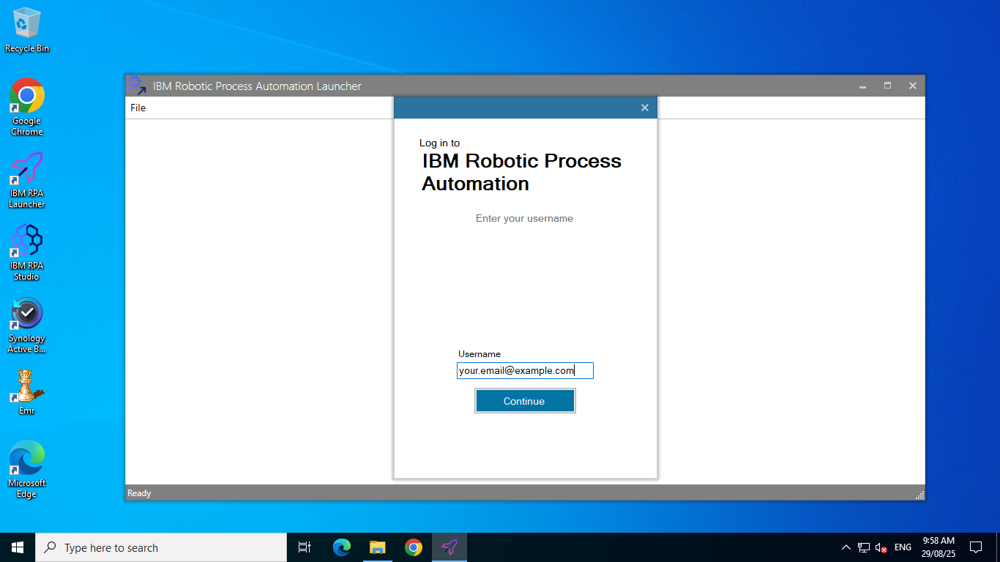 Recycle Bin
Google
Chrome
IBM RPA
Launcher
IBM RPA
Studio
Synology
Active B...
Emr
Microsoft
Edge
IBM Robotic Process Automation Launcher
File
Log in to
IBM Robotic Process
Automation
Enter your username
Username
your.email@example.com
Continue
Ready
Type here to search
ENG
9:58 AM
29/08/25